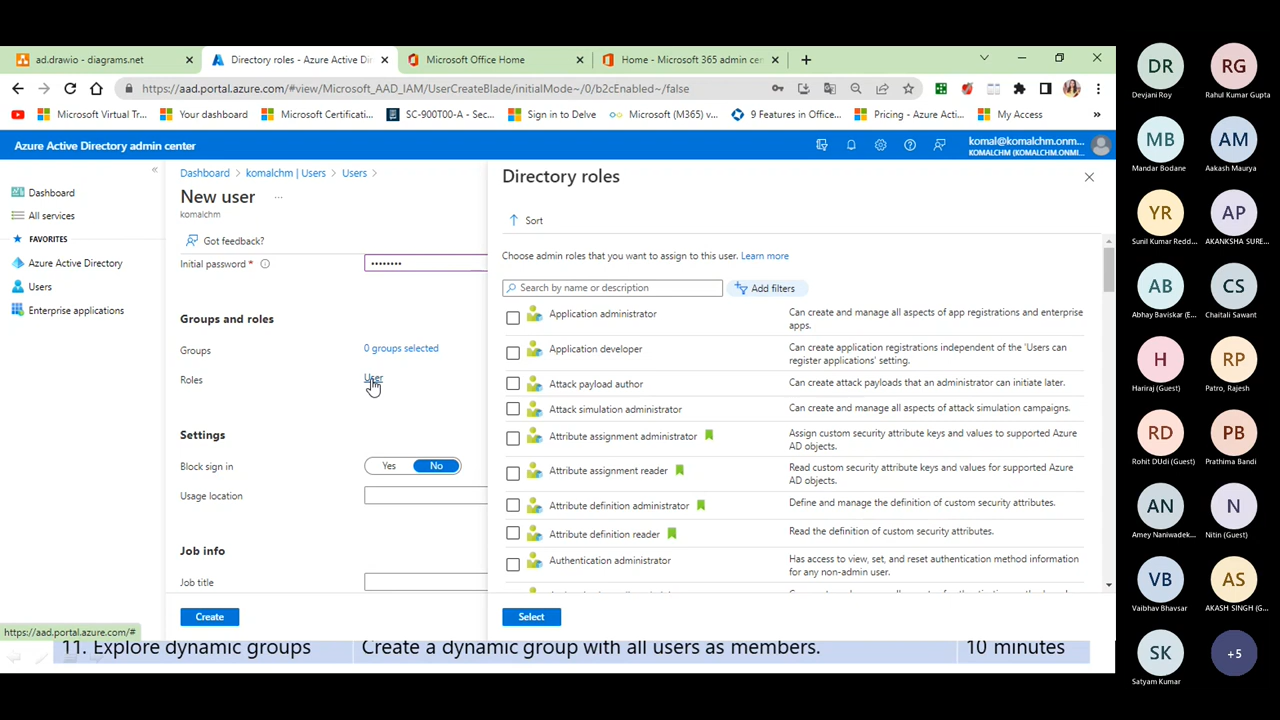 ad.drawio - diagrams.net
Directory roles - Azure Active Di
Microsoft Office Home
Home - Microsoft 365 admin cen
https://aad.portal.azure.com/#view/Microsoft_AAD_IAM/UserCreateBlade/initialMode~/0/b2cEnabled~/false
Microsoft Virtual Tr...
Your dashboard
Microsoft Certificati...
SC-900T00-A - Sec...
Sign in to Delve
Microsoft (M365) v...
9 Features in Office...
Pricing - Azure Acti...
My Access
»
Azure Active Directory admin center
komal@komalchm.onm...
KOMALCHM (KOMALCHM.ONMI...
Dashboard
All services
FAVORITES
Azure Active Directory
Users
Enterprise applications
Dashboard > komalchm | Users > Users >
New user
...
komalchm
Got feedback?
Initial password *
Groups and roles
Groups
0 groups selected
Roles
User
Settings
Block sign in
Yes No
Usage location
Job info
Job title
Create
Directory roles
Sort
Choose admin roles that you want to assign to this user. Learn more
Search by name or description
Add filters
Application administrator
Can create and manage all aspects of app registrations and enterprise
apps.
Application developer
Can create application registrations independent of the 'Users can
register applications' setting.
Attack payload author
Can create attack payloads that an administrator can initiate later.
Attack simulation administrator
Can create and manage all aspects of attack simulation campaigns.
Attribute assignment administrator
Assign custom security attribute keys and values to supported Azure
AD objects.
Attribute assignment reader
Read custom security attribute keys and values for supported Azure
AD objects.
Attribute definition administrator
Define and manage the definition of custom security attributes.
Attribute definition reader
Read the definition of custom security attributes.
Authentication administrator
Has access to view, set, and reset authentication method information
for any non-admin user.
Select
https://aad.portal.azure.com/#
11. Explore dynamic groups
Create a dynamic group with all users as members.
10 minutes
DR
Devjani Roy
RG
Rahul Kumar Gupta
MB
Mandar Bodane
AM
Aakash Maurya
YR
Sunil Kumar Redd...
AP
AKANKSHA SURE...
AB
Abhay Baviskar (E...
CS
Chaitali Sawant
H
Hariraj (Guest)
RP
Patro, Rajesh
RD
Rohit DUdi (Guest)
PB
Prathima Bandi
AN
Amey Naniwadek...
N
Nitin (Guest)
VB
Vaibhav Bhavsar
AS
AKASH SINGH (G...
SK
Satyam Kumar
+5